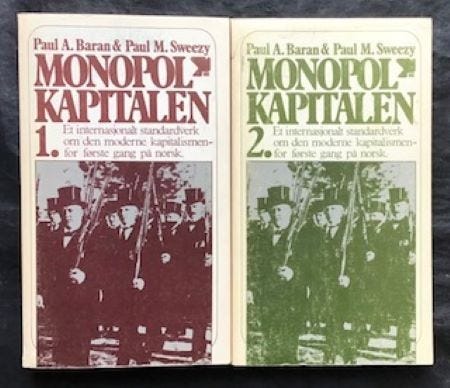 Paul A. Baran & Paul M. Sweezy
MONOPOL
KAPITALEN
1.
Et internasjonalt standardverk
om den moderne kapitalismen-
for første gang på norsk.
Paul A. Baran & Paul M. Sweezy
MONOPOL
KAPITALEN
2.
Et internasjonalt standardverk
om den moderne kapitalismen-
for første gang på norsk.